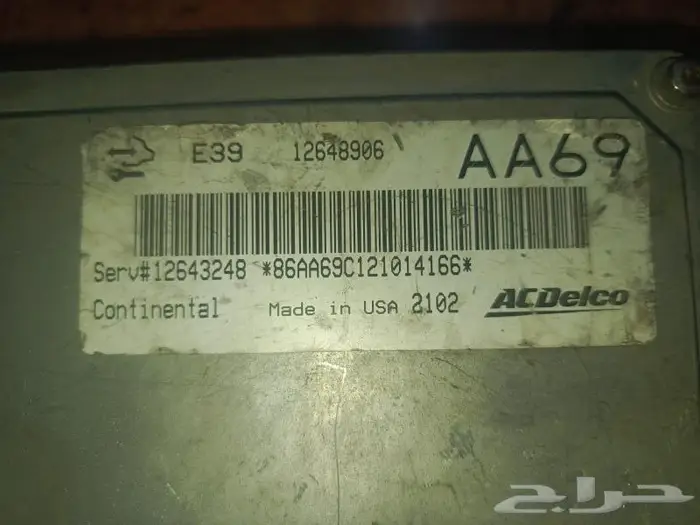 E39 12648906 AA69
Serv#12643248 *86AA69C121014166*
Continental Made in USA 2102 ACDelco
حراج